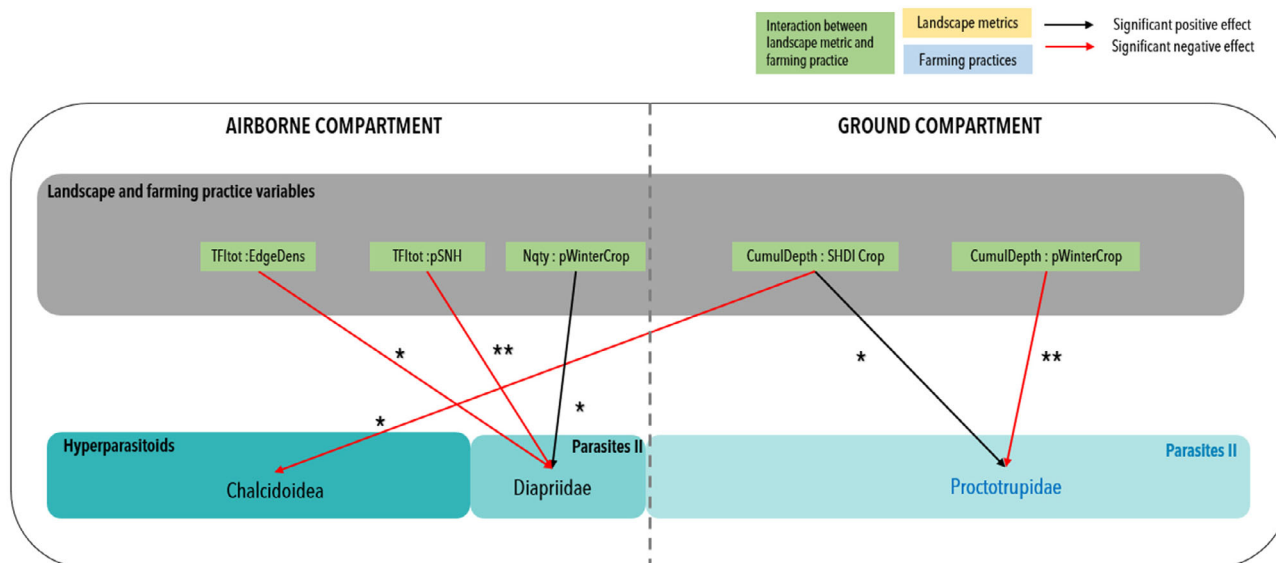 Interaction between
landscape metric and
farming practice
Landscape metrics
Farming practices
Significant positive effect
Significant negative effect
AIRBORNE COMPARTMENT
GROUND COMPARTMENT
Landscape and farming practice variables
TFItot :EdgeDens
TFItot :pSNH
Nqty : pWinterCrop
CumulDepth : SHDI Crop
CumulDepth : pWinterCrop
*
**
*
*
*
**
Hyperparasitoids
Parasites II
Parasites II
Chalcidoidea
Diapriidae
Proctotrupidae